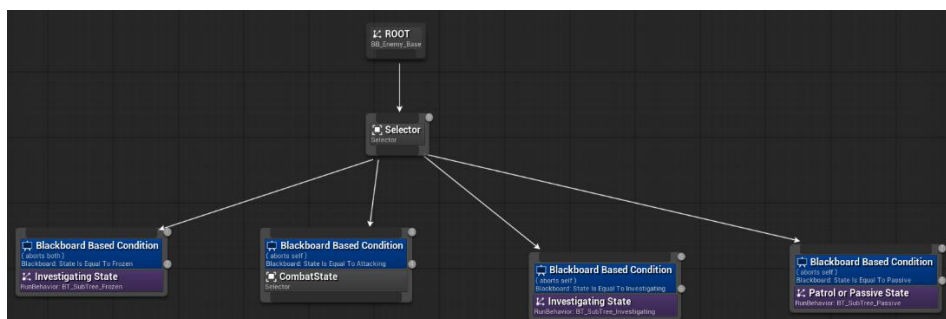 ROOT
BB_Enemy_Base
Selector
Selector
Blackboard Based Condition
( aborts both )
Blackboard: State Is Equal To Frozen
Investigating State
RunBehavior: BT_SubTree_Frozen
Blackboard Based Condition
( aborts self )
Blackboard: State Is Equal To Attacking
CombatState
Selector
Blackboard Based Condition
( aborts self )
Blackboard: State Is Equal To Investigating
Investigating State
RunBehavior: BT_SubTree_Investigating
Blackboard Based Condition
( aborts self )
Blackboard: State Is Equal To Passive
Patrol or Passive State
RunBehavior: BT_SubTree_Passive